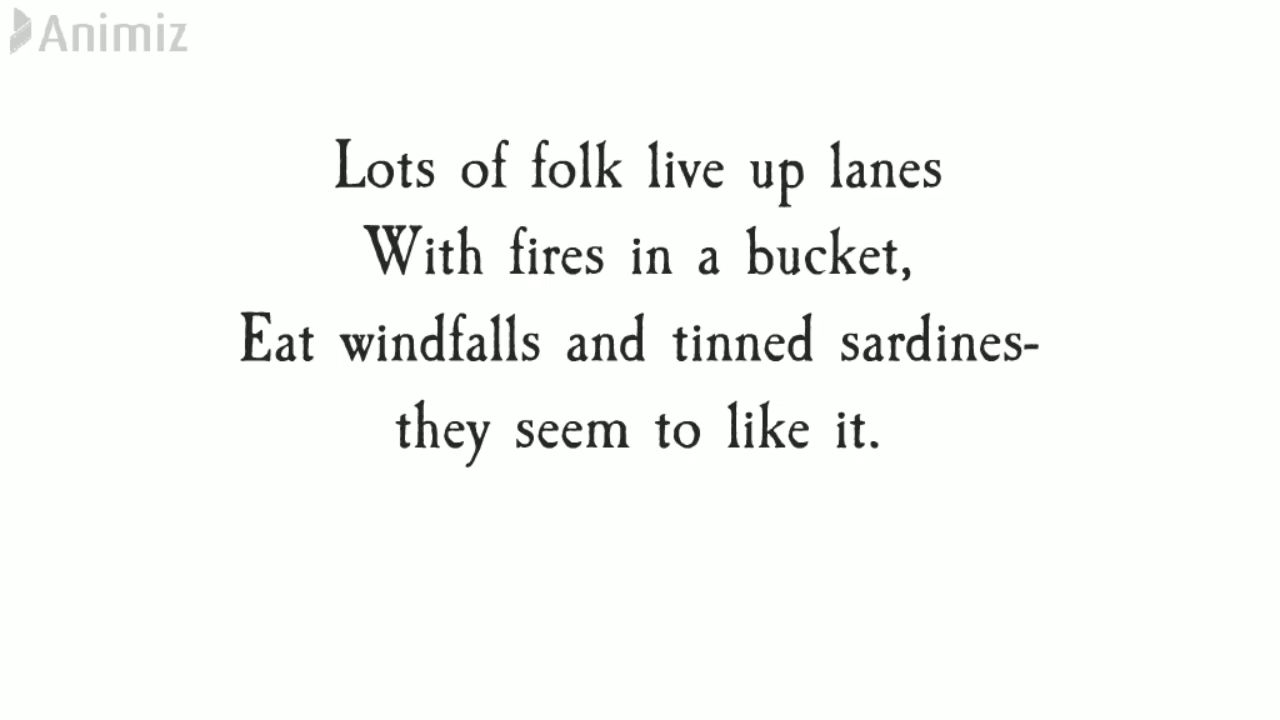 Animiz
Lots of folk live up lanes
With fires in a bucket,
Eat windfalls and tinned sardines-
they seem to like it.